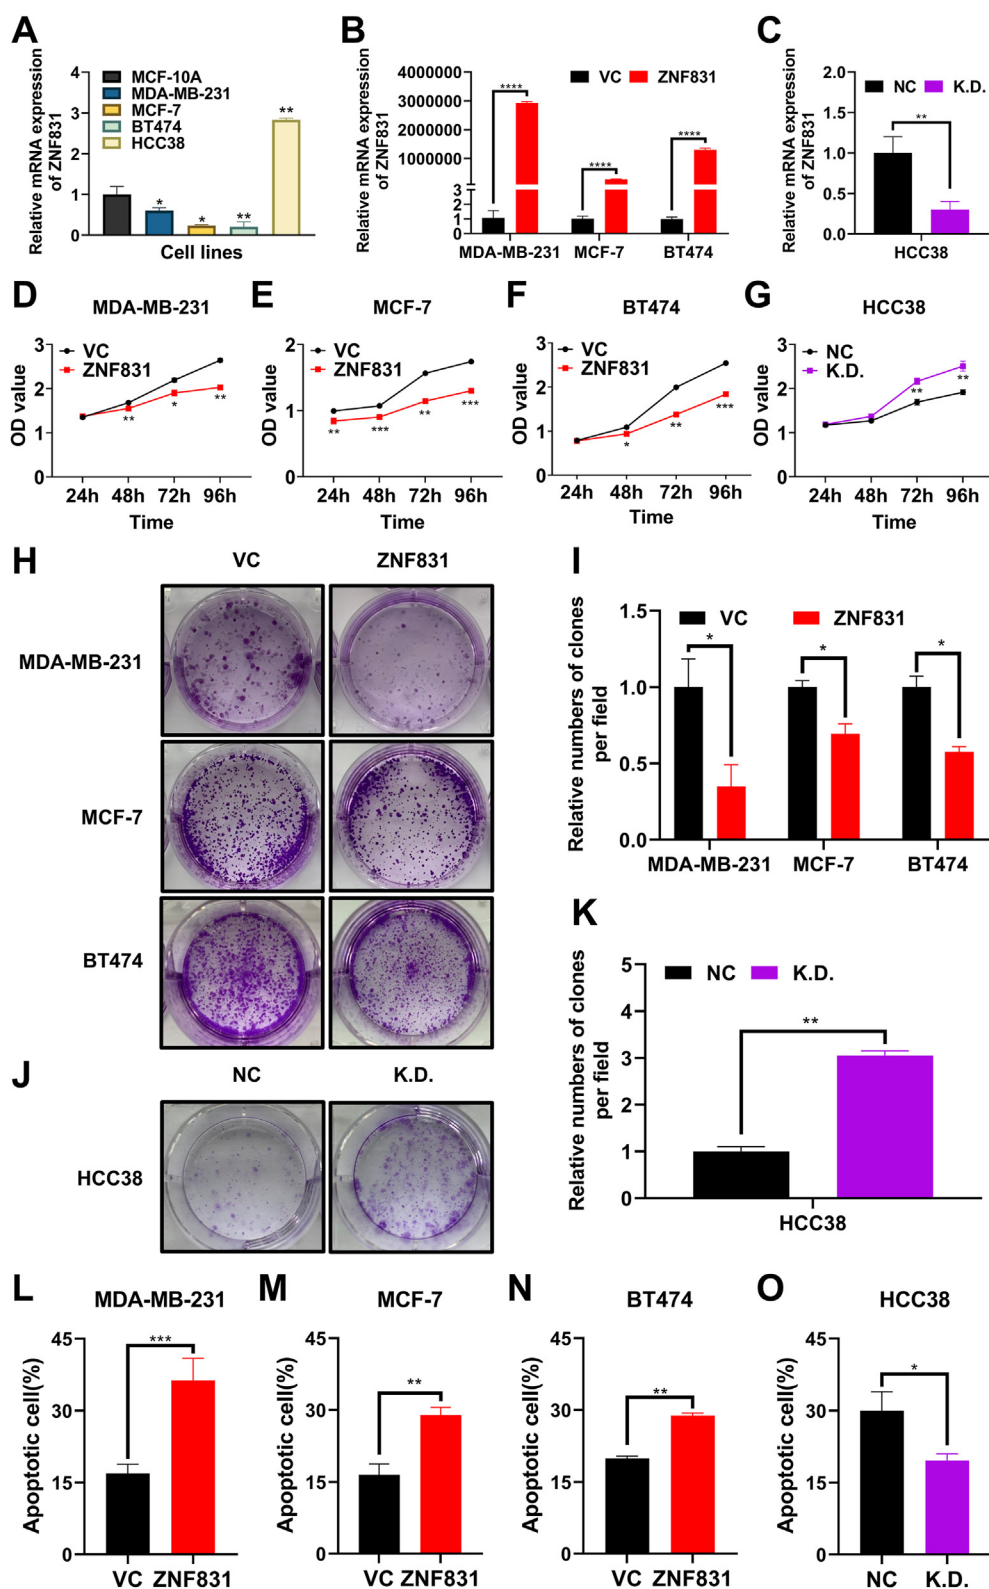 A
Relative mRNA expression
of ZNF831
4
3
2
1
0
MCF-10A
MDA-MB-231
MCF-7
BT474
HCC38
*
*
**
**
Cell lines
B
Relative mRNA expression
of ZNF831
4000000
3000000
2000000
1000000
3
2
1
0
VC ZNF831
****
****
****
MDA-MB-231 MCF-7 BT474
C
Relative mRNA expression
of ZNF831
1.5
1.0
0.5
0.0
NC K.D.
**
HCC38
D
MDA-MB-231
OD value
3
2
1
0
VC
ZNF831
**
*
**
24h 48h 72h 96h
Time
E
MCF-7
OD value
2
1
0
VC
ZNF831
**
***
**
***
24h 48h 72h 96h
Time
F
BT474
OD value
3
2
1
0
VC
ZNF831
*
**
***
24h 48h 72h 96h
Time
G
HCC38
OD value
3
2
1
0
NC
K.D.
**
**
24h 48h 72h 96h
Time
H
VC ZNF831
MDA-MB-231
MCF-7
BT474
I
Relative numbers of clones
per field
1.5
1.0
0.5
0.0
VC ZNF831
*
*
*
MDA-MB-231 MCF-7 BT474
J
NC K.D.
HCC38
K
Relative numbers of clones
per field
5
4
3
2
1
0
NC K.D.
**
HCC38
L
MDA-MB-231
Apoptotic cell(%)
45
30
15
0
***
VC ZNF831
M
MCF-7
Apoptotic cell(%)
45
30
15
0
**
VC ZNF831
N
BT474
Apoptotic cell(%)
45
30
15
0
**
VC ZNF831
O
HCC38
Apoptotic cell(%)
45
30
15
0
*
NC K.D.